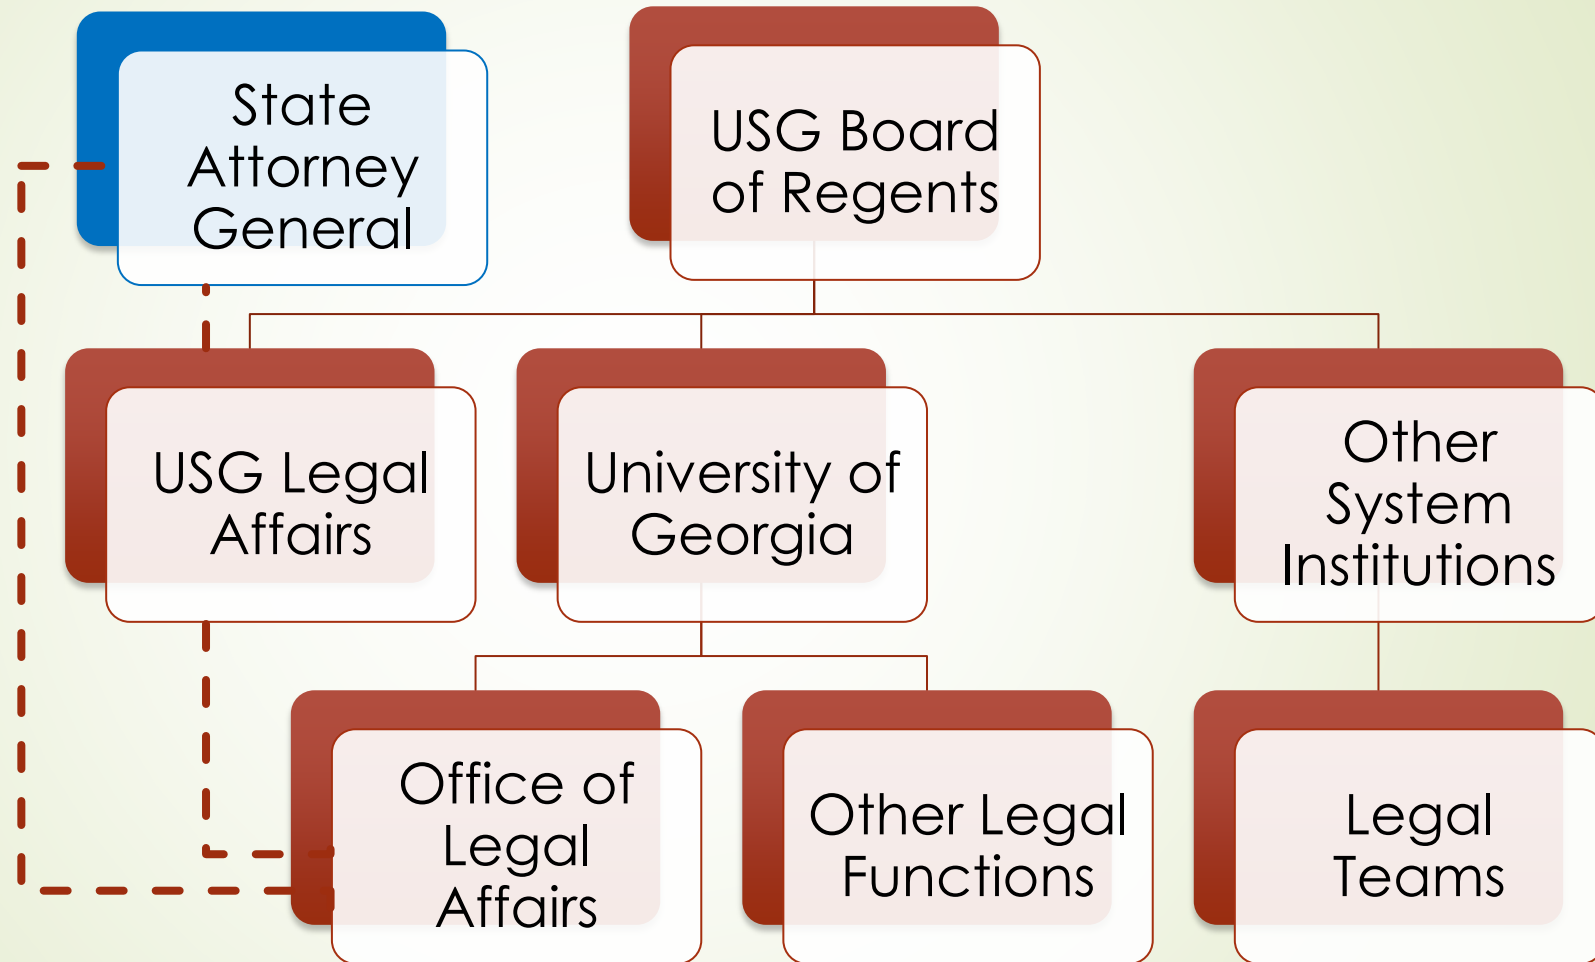 State
Attorney
General
USG Board
of Regents
USG Legal
Affairs
University of
Georgia
Other
System
Institutions
Office of
Legal
Affairs
Other Legal
Functions
Legal
Teams